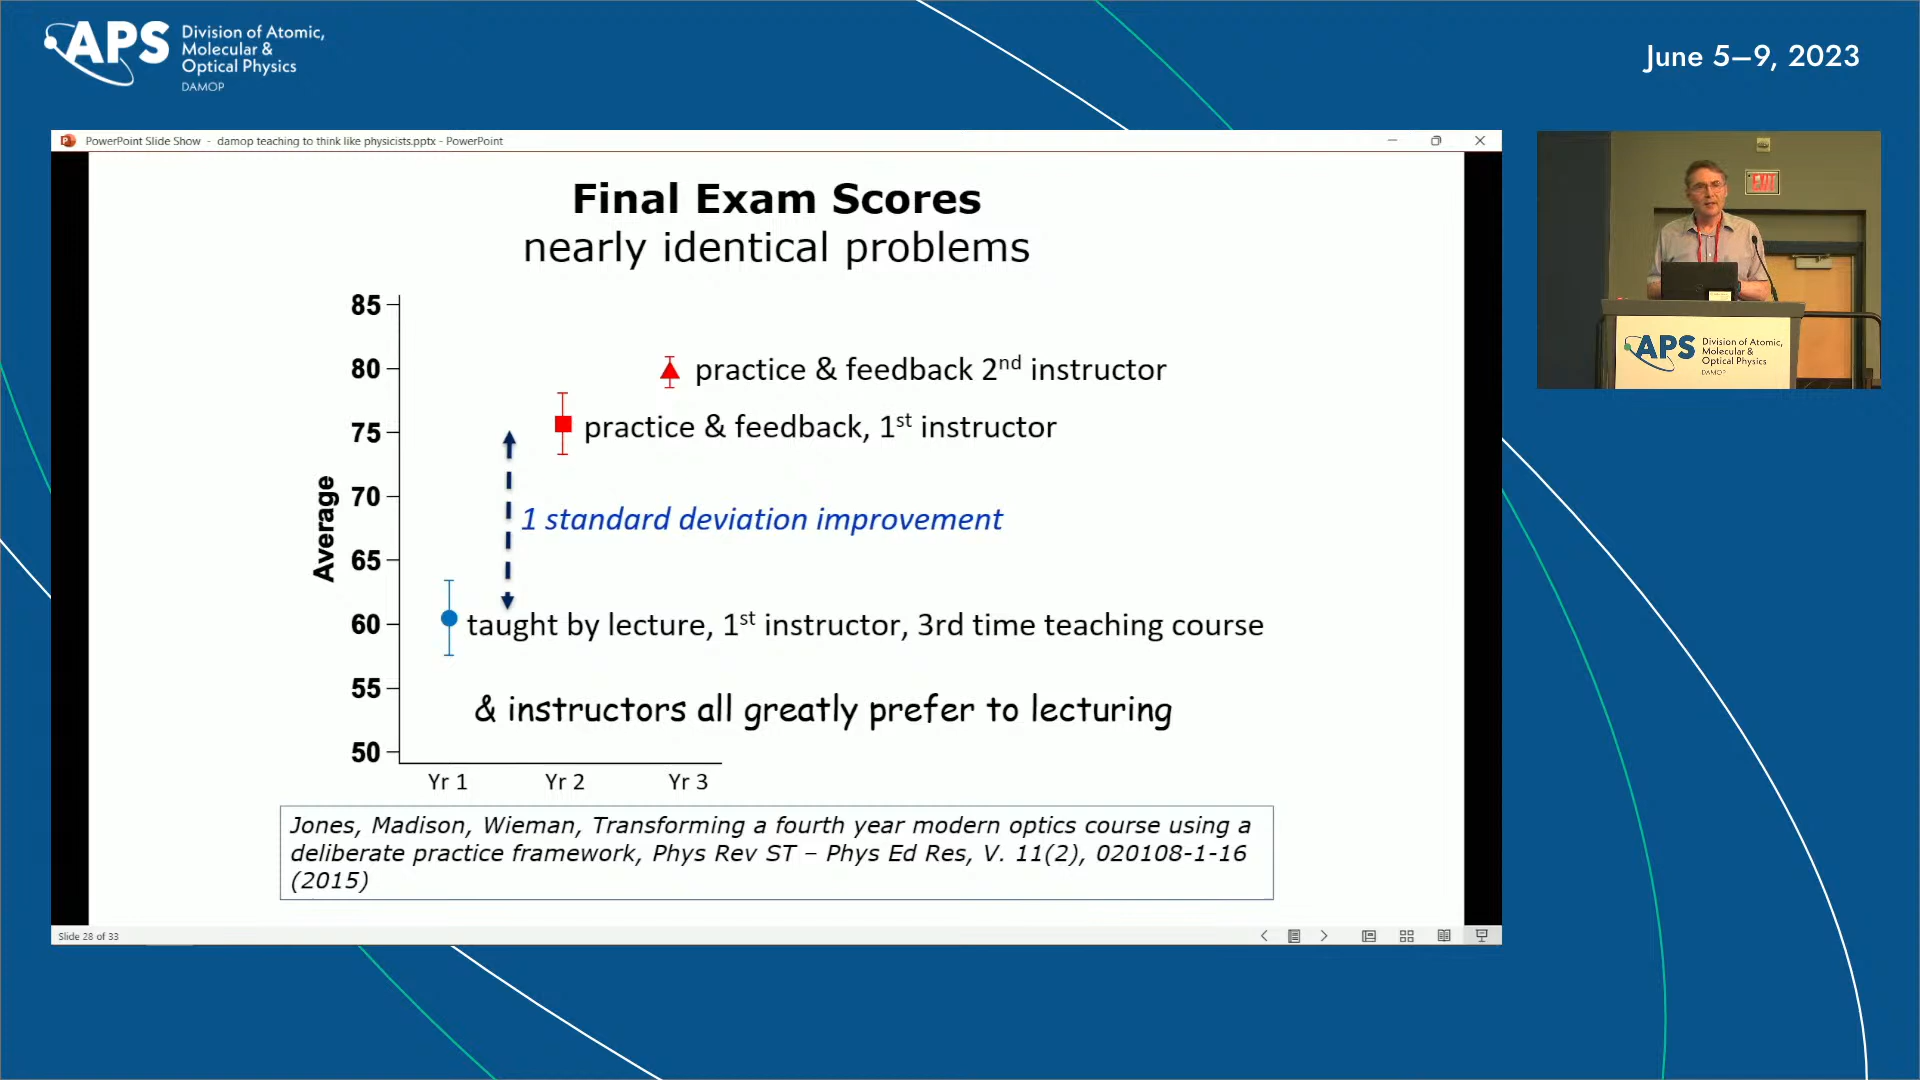 APS
Division of Atomic,
Molecular &
Optical Physics
DAMOP
June 5–9, 2023
PowerPoint Slide Show - damop teaching to think like physicists.pptx - PowerPoint
Final Exam Scores
nearly identical problems
85
80
75
70
65
60
55
50
Average
practice & feedback 2nd instructor
practice & feedback, 1st instructor
1 standard deviation improvement
taught by lecture, 1st instructor, 3rd time teaching course
& instructors all greatly prefer to lecturing
Yr 1
Yr 2
Yr 3
Jones, Madison, Wieman, Transforming a fourth year modern optics course using a
deliberate practice framework, Phys Rev ST – Phys Ed Res, V. 11(2), 020108-1-16
(2015)
Slide 28 of 33
EXIT
APS
Division of Atomic,
Molecular &
Optical Physics
DAMOP